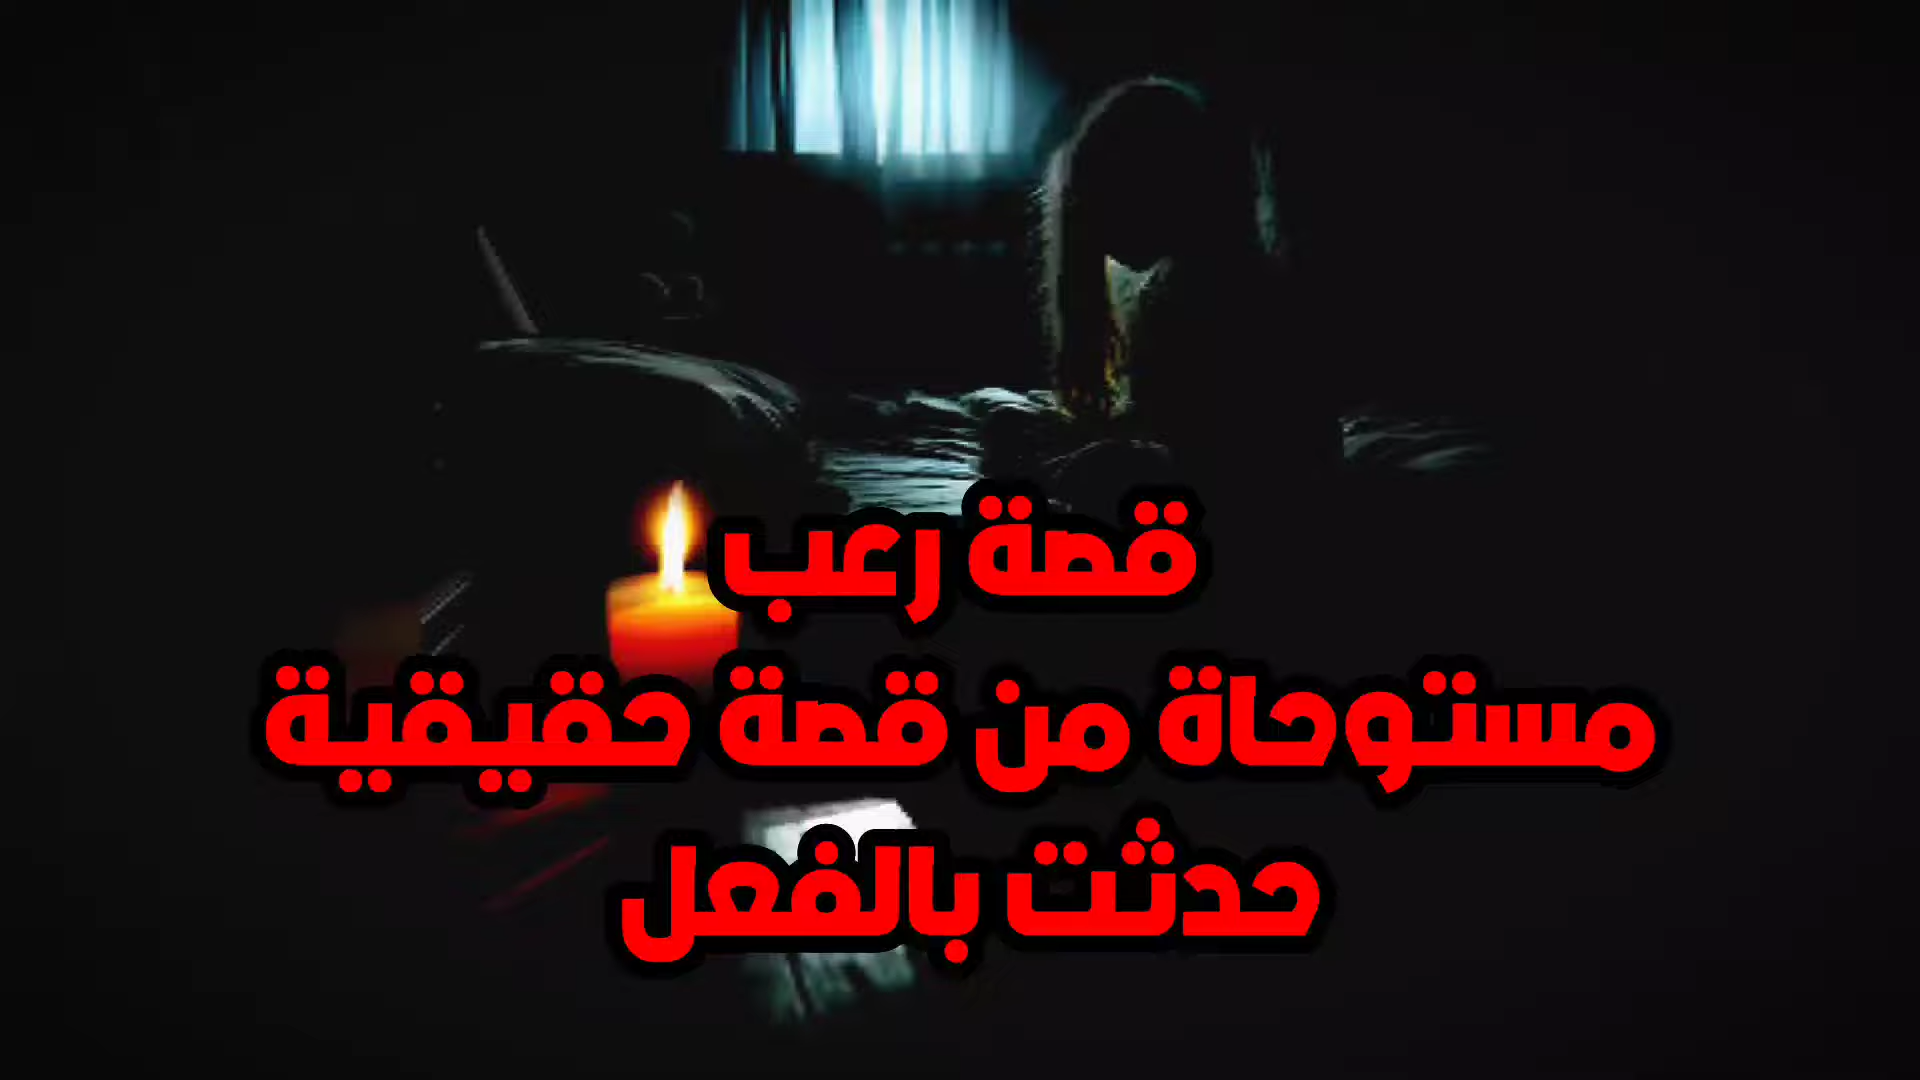 قصة رعب
مستوحاة من قصة حقيقية
حدثت بالفعل